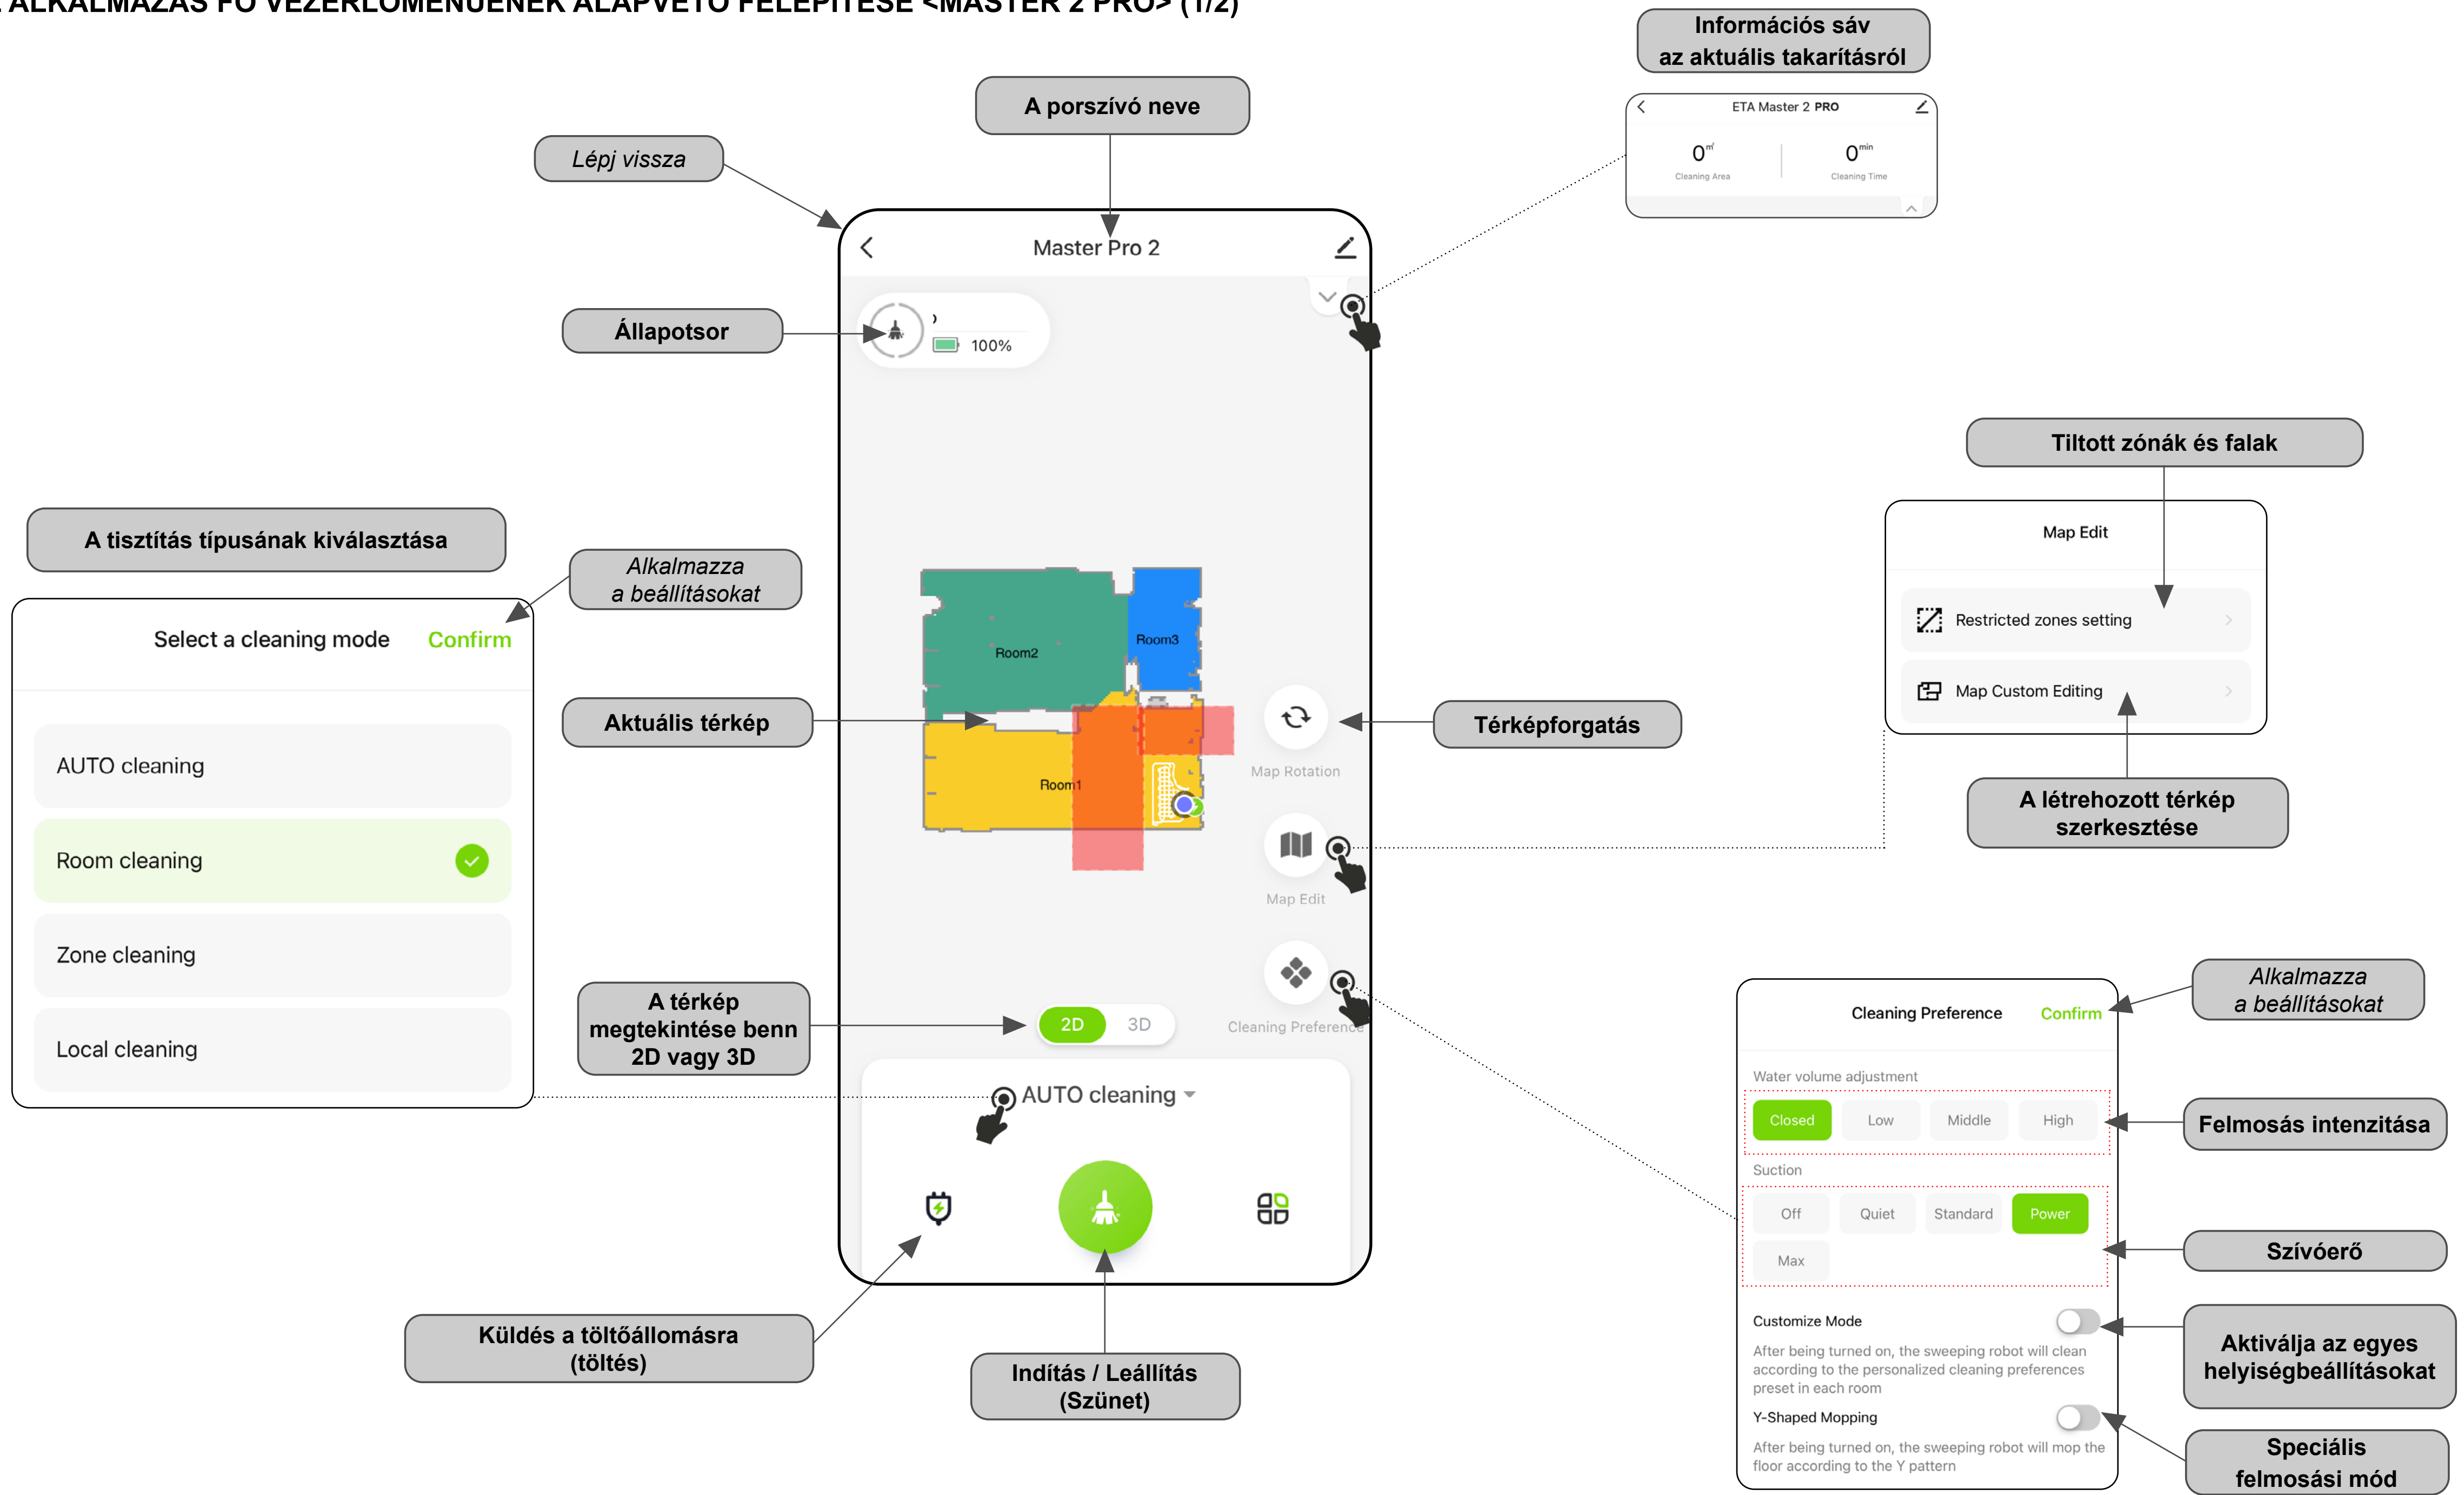 ALKALMAZÁS FŐ VEZÉRLŐMENÜÉNEK ALAPVETŐ FELÉPÍTÉSE <MASTER 2 PRO> (1/2)
Információs sáv
az aktuális takarításról
A porszívó neve
ETA Master 2 PRO
0 m²
0 min
Cleaning Area
Cleaning Time
Lépj vissza
Master Pro 2
Állapotsor
100%
Tiltott zónák és falak
A tisztítás típusának kiválasztása
Map Edit
Alkalmazza
a beállításokat
Restricted zones setting
Select a cleaning mode
Confirm
Room2
Room3
Map Custom Editing
Aktuális térkép
Térképforgatás
AUTO cleaning
Map Rotation
Room1
A létrehozott térkép
szerkesztése
Room cleaning
Map Edit
Zone cleaning
A térkép
megtekintése benn
2D vagy 3D
2D
3D
Cleaning Preference
Local cleaning
AUTO cleaning
Cleaning Preference
Confirm
Alkalmazza
a beállításokat
Water volume adjustment
Closed
Low
Middle
High
Felmosás intenzitása
Suction
Off
Quiet
Standard
Power
Max
Szívóerő
Küldés a töltőállomásra
(töltés)
Indítás / Leállítás
(Szünet)
Customize Mode
After being turned on, the sweeping robot will clean
according to the personalized cleaning preferences
preset in each room
Aktiválja az egyes
helyiségbeállításokat
Y-Shaped Mopping
After being turned on, the sweeping robot will mop the
floor according to the Y pattern
Speciális
felmosási mód